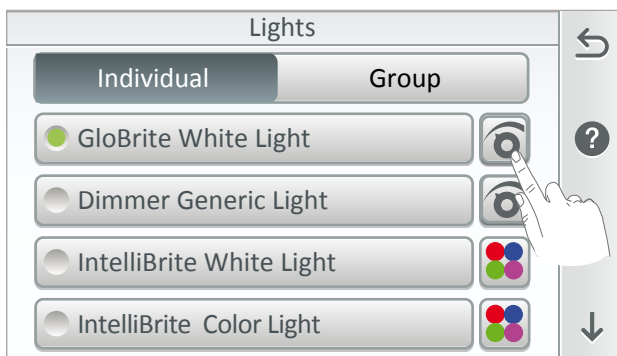 Lights
Individual Group
GloBrite White Light
Dimmer Generic Light
IntelliBrite White Light
IntelliBrite Color Light
?